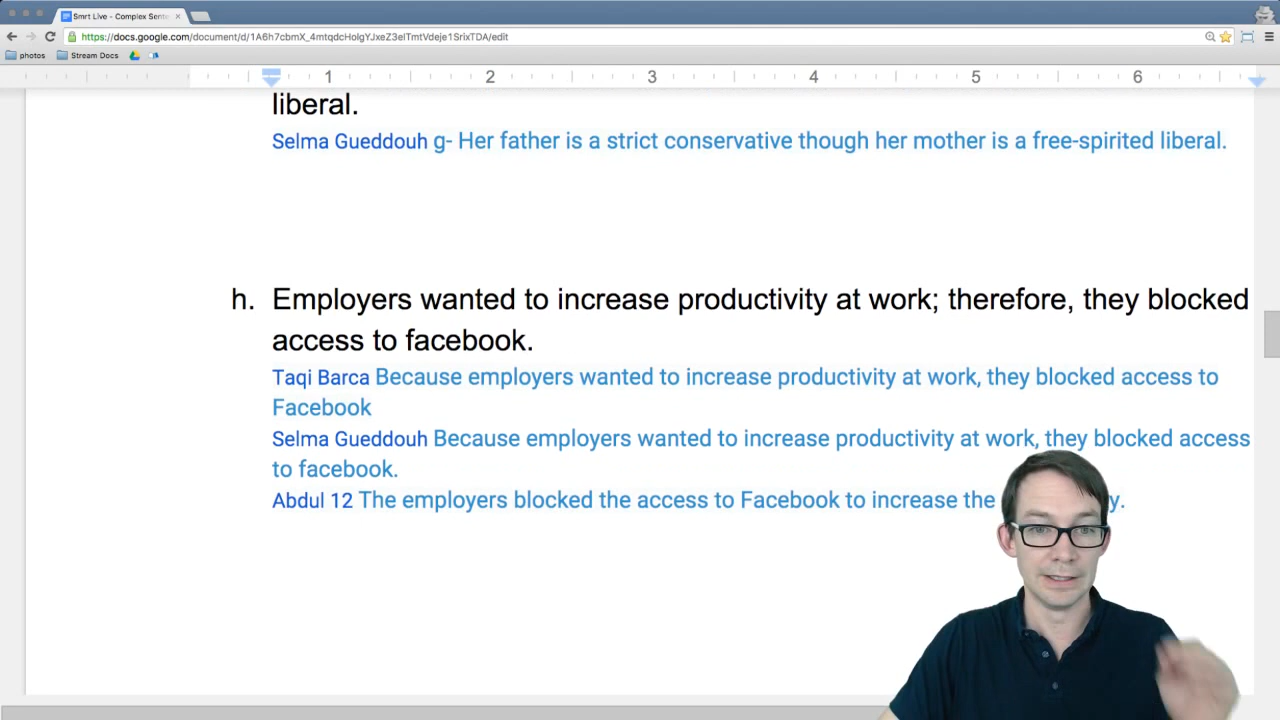 Smrt Live - Complex Sente
https://docs.google.com/document/d/1A6h7cbmX_4mtqdcHolgYJxeZ3elTmtVdeje1SrixTDA/edit
photos Stream Docs
1 2 3 4 5 6
liberal.
Selma Gueddouh g- Her father is a strict conservative though her mother is a free-spirited liberal.
h. Employers wanted to increase productivity at work; therefore, they blocked
access to facebook.
Taqi Barca Because employers wanted to increase productivity at work, they blocked access to
Facebook
Selma Gueddouh Because employers wanted to increase productivity at work, they blocked access
to facebook.
Abdul 12 The employers blocked the access to Facebook to increase the y.